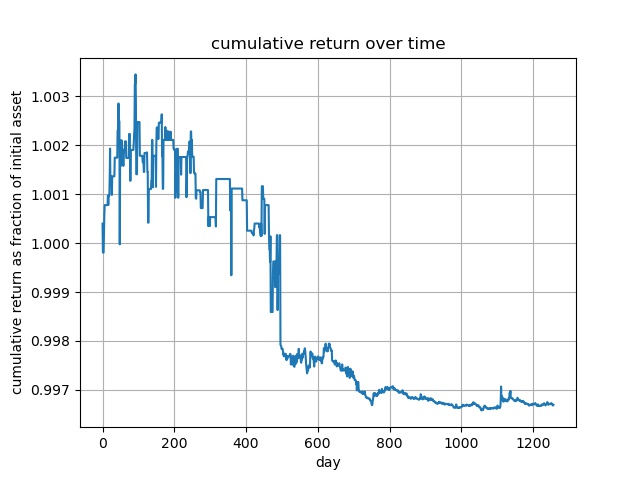 cumulative return over time
cumulative return as fraction of initial asset
1.003
1.002
1.001
1.000
0.999
0.998
0.997
0 200 400 600 800 1000 1200
day